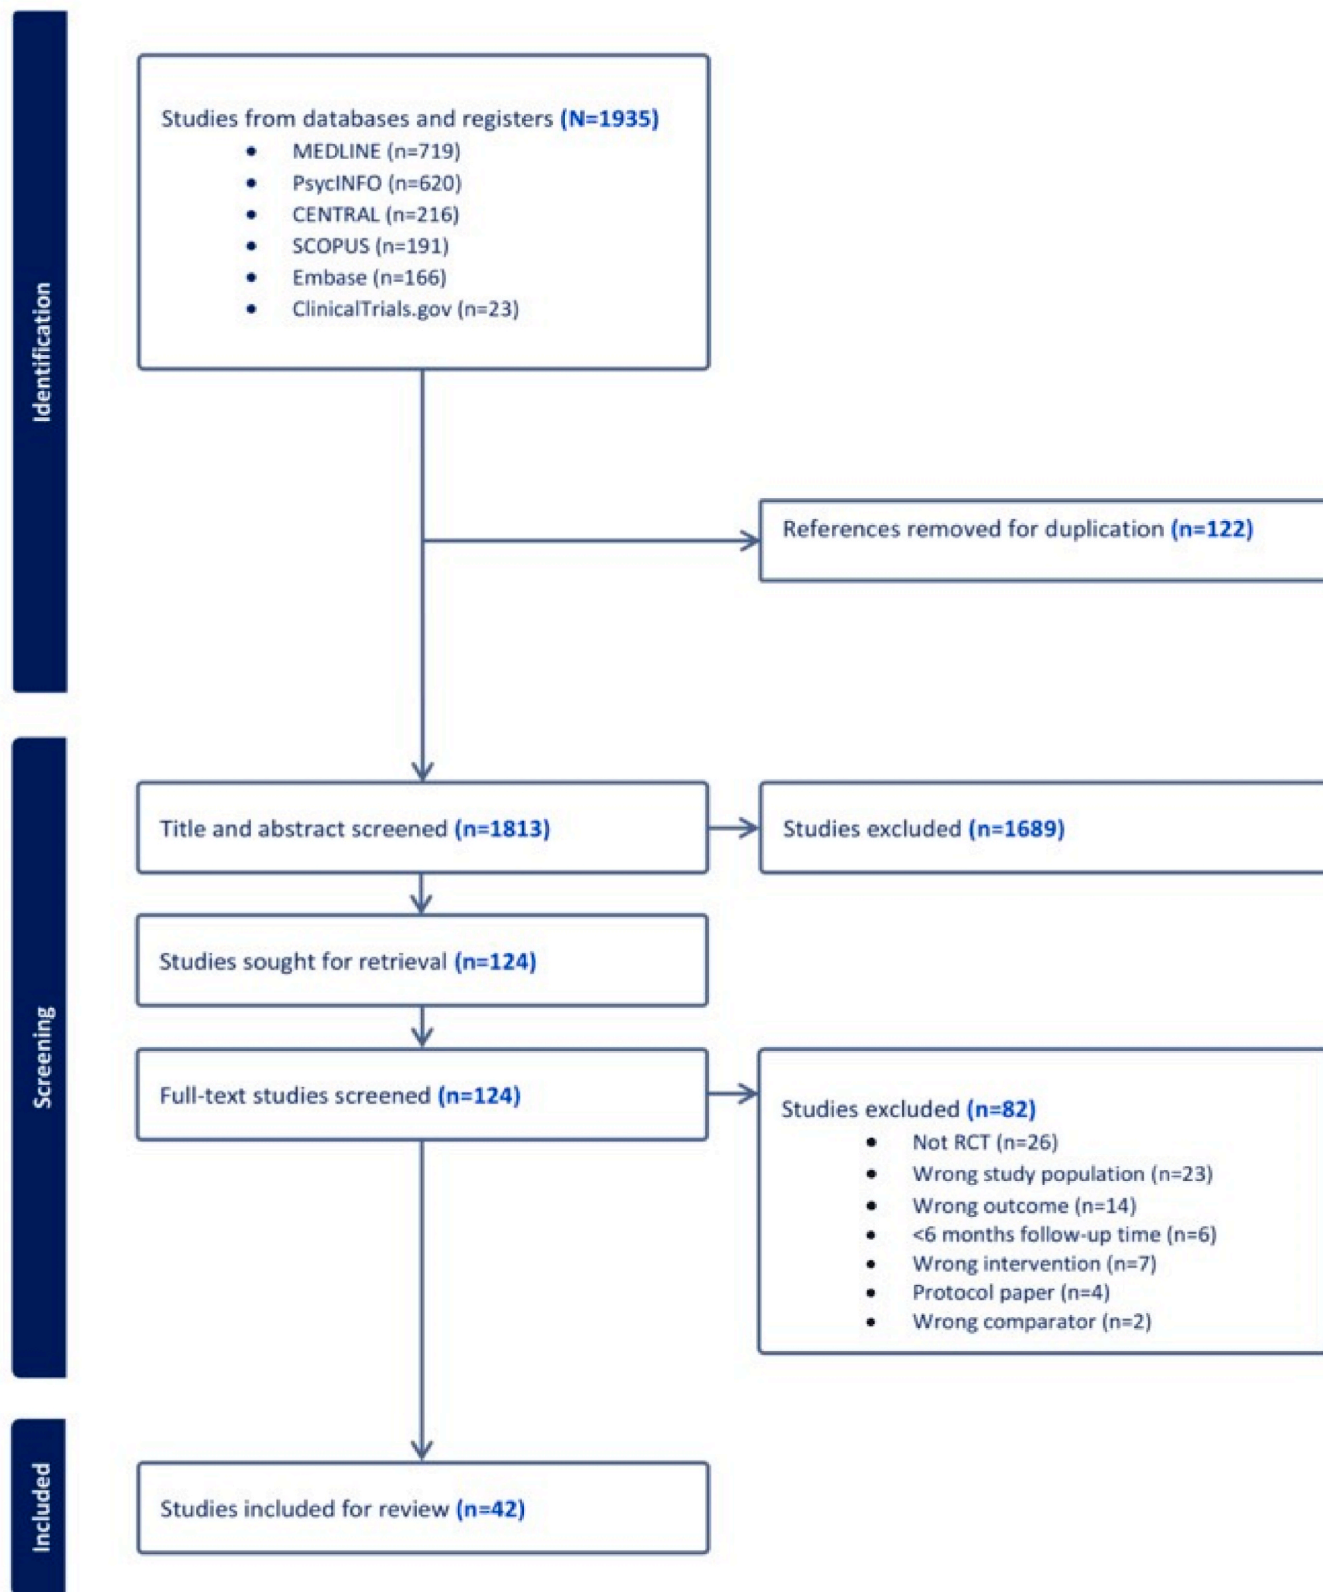 Identification
Studies from databases and registers (N=1935)
• MEDLINE (n=719)
• PsycINFO (n=620)
• CENTRAL (n=216)
• SCOPUS (n=191)
• Embase (n=166)
• ClinicalTrials.gov (n=23)
References removed for duplication (n=122)
Screening
Title and abstract screened (n=1813)
Studies excluded (n=1689)
Studies sought for retrieval (n=124)
Full-text studies screened (n=124)
Studies excluded (n=82)
• Not RCT (n=26)
• Wrong study population (n=23)
• Wrong outcome (n=14)
• <6 months follow-up time (n=6)
• Wrong intervention (n=7)
• Protocol paper (n=4)
• Wrong comparator (n=2)
Included
Studies included for review (n=42)